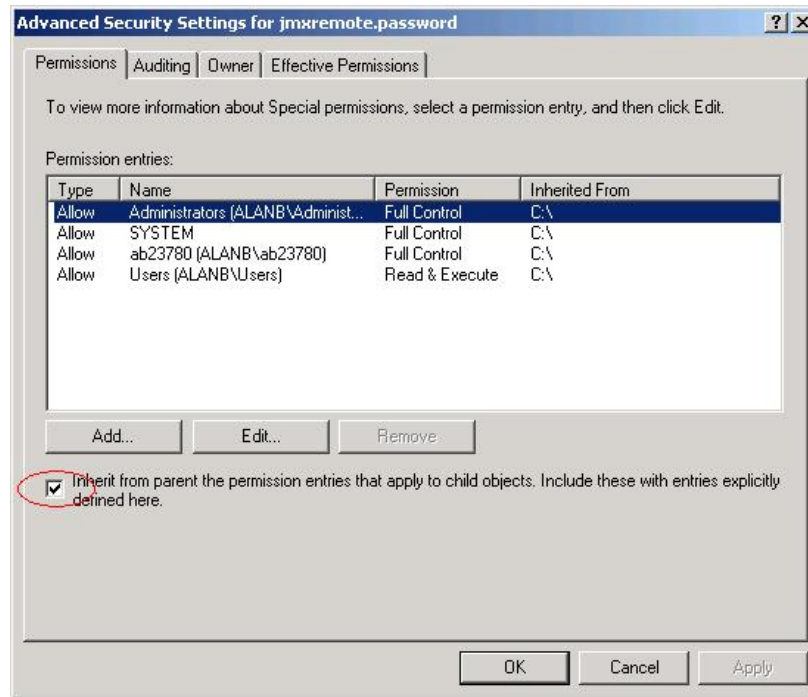 Advanced Security Settings for jmxremote.password
Permissions Auditing Owner Effective Permissions
To view more information about Special permissions, select a permission entry, and then click Edit.
Permission entries:
Type Name Permission Inherited From
Allow Administrators (ALANB\Administ... Full Control C:\
Allow SYSTEM Full Control C:\
Allow ab23780 (ALANB\ab23780) Full Control C:\
Allow Users (ALANB\Users) Read & Execute C:\
Add... Edit... Remove
Inherit from parent the permission entries that apply to child objects. Include these with entries explicitly
defined here.
OK Cancel Apply